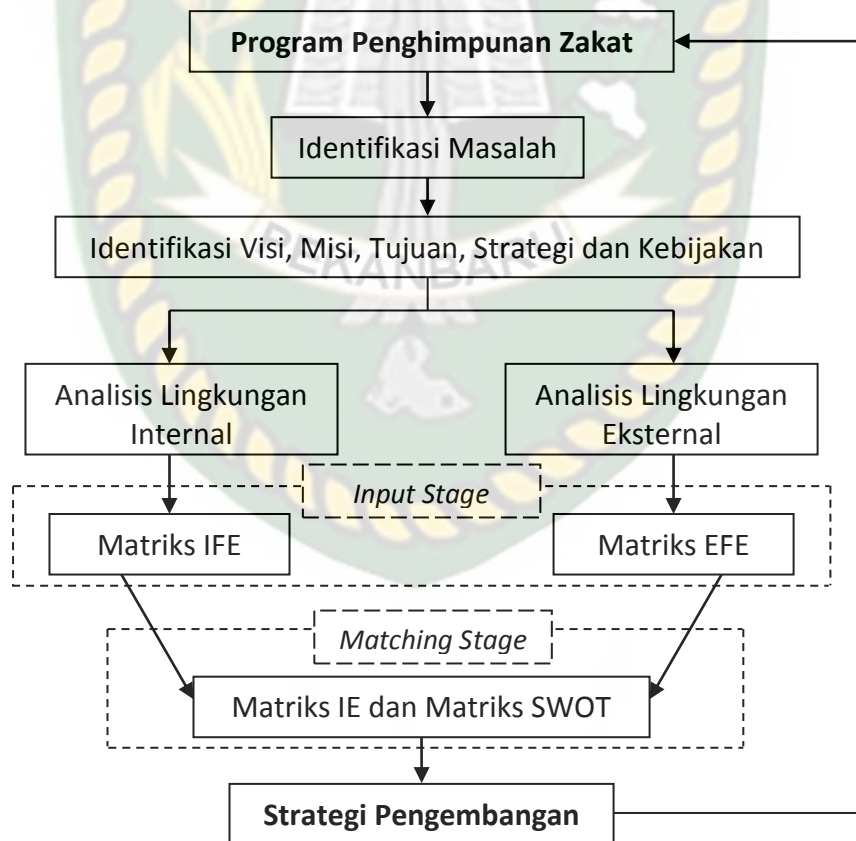 Program Penghimpunan Zakat
Identifikasi Masalah
Identifikasi Visi, Misi, Tujuan, Strategi dan Kebijakan
PEKANBARU
Analisis Lingkungan
Internal
Analisis Lingkungan
Eksternal
Input Stage
Matriks IFE
Matriks EFE
Matching Stage
Matriks IE dan Matriks SWOT
Strategi Pengembangan